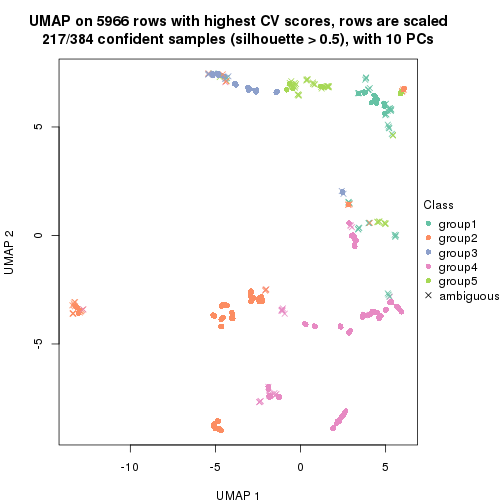 UMAP on 5966 rows with highest CV scores, rows are scaled
217/384 confident samples (silhouette > 0.5), with 10 PCs
5
0
-5
UMAP 2
-10
-5
0
5
UMAP 1
Class
group1
group2
group3
group4
group5
ambiguous